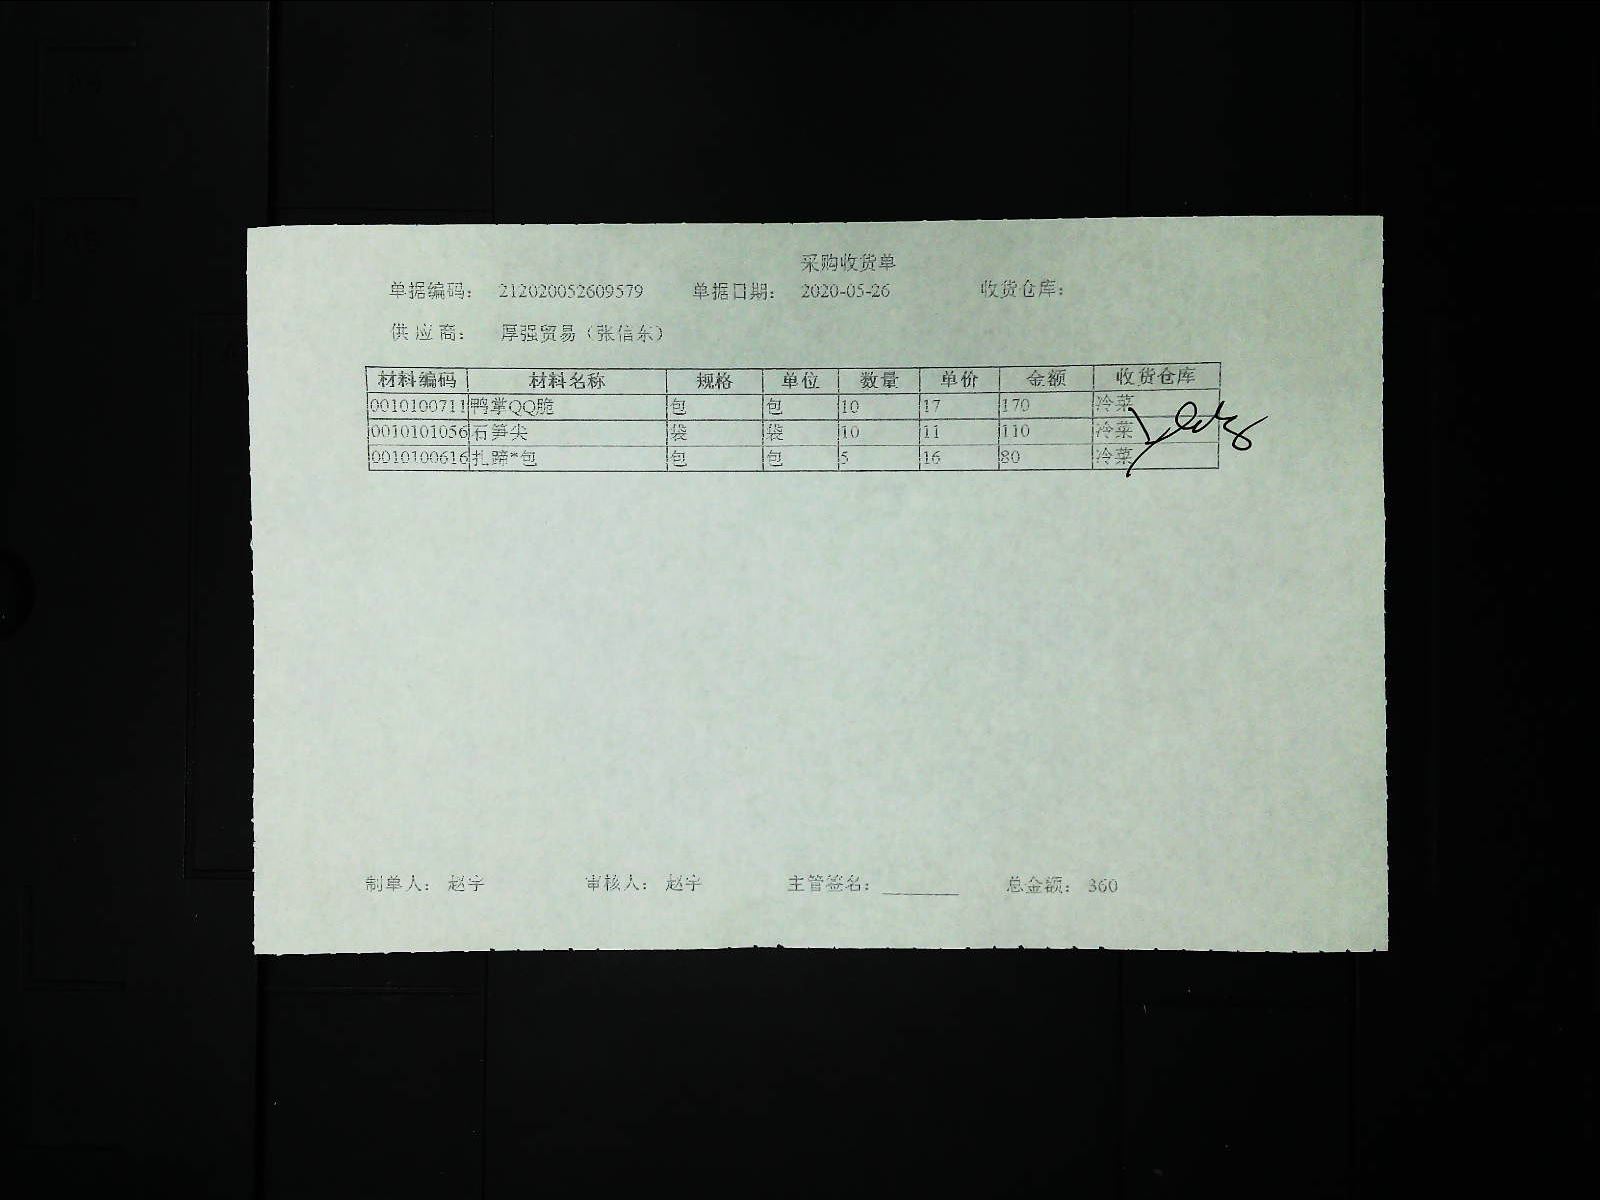 采购收货单
单据编码： 212020052609579 单据日期： 2020-05-26 收货仓库：
供应商： 厚强贸易（张信东）
材料编码 材料名称 规格 单位 数量 单价 金额 收货仓库
0010100711 鸭掌QQ脆 包 包 10 17 170 冷菜
0010101056 石笋尖 袋 袋 10 11 110 冷菜
0010100616 扎蹄*包 包 包 5 16 80 冷菜
制单人： 赵宇 审核人： 赵宇 主管签名： 总金额： 360